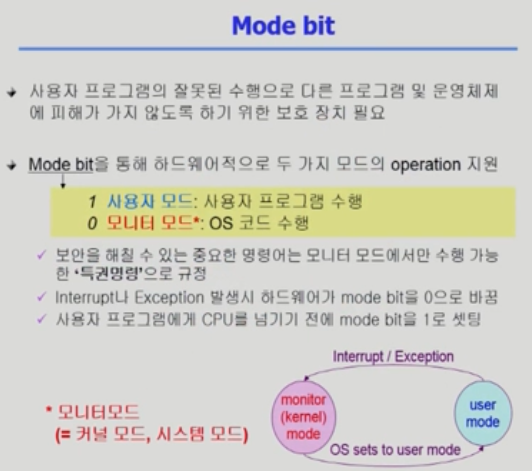 Mode bit
사용자 프로그램의 잘못된 수행으로 다른 프로그램 및 운영체제
에 피해가 가지 않도록 하기 위한 보호 장치 필요
Mode bit을 통해 하드웨어적으로 두 가지 모드의 operation 지원
1 사용자 모드: 사용자 프로그램 수행
0 모니터 모드*: OS 코드 수행
보안을 해칠 수 있는 중요한 명령어는 모니터 모드에서만 수행 가능
한 ‘특권명령’으로 규정
Interrupt나 Exception 발생시 하드웨어가 mode bit을 0으로 바꿈
사용자 프로그램에게 CPU를 넘기기 전에 mode bit을 1로 셋팅
Interrupt / Exception
monitor
(kernel)
mode
user
mode
OS sets to user mode
* 모니터모드
(= 커널 모드, 시스템 모드)